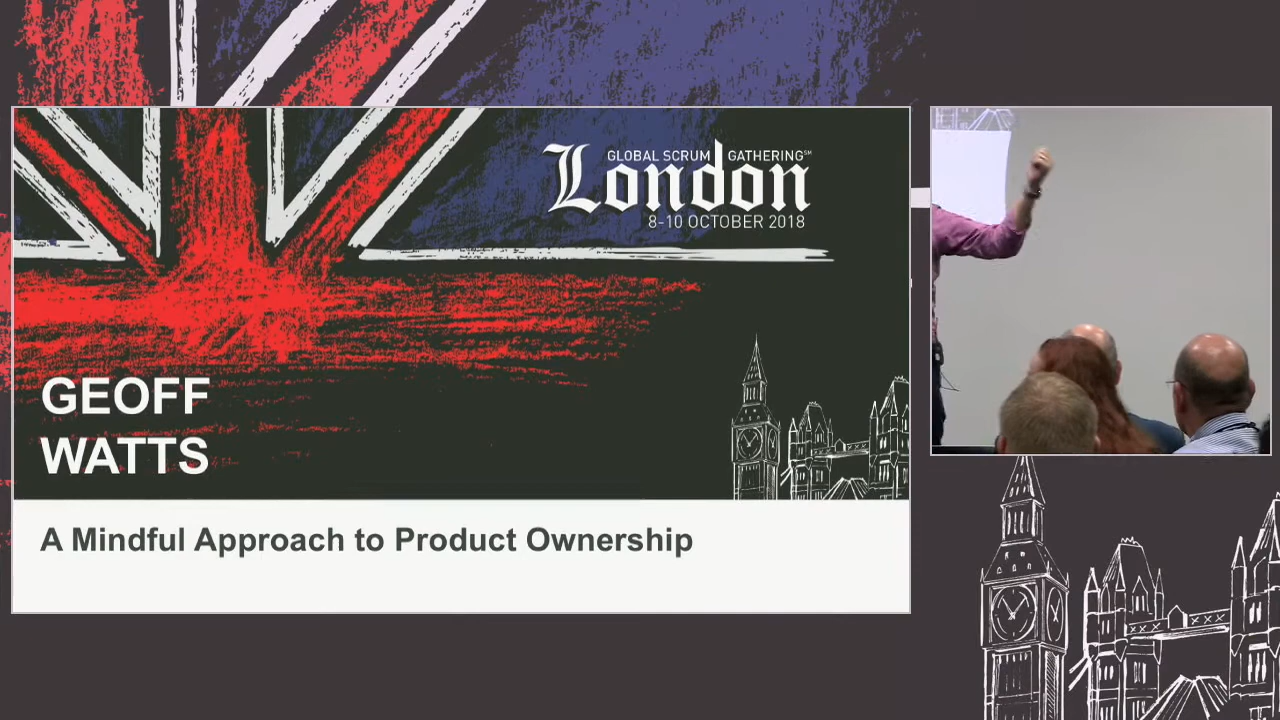 GLOBAL SCRUM GATHERING℠
London
8-10 OCTOBER 2018
GEOFF
WATTS
A Mindful Approach to Product Ownership